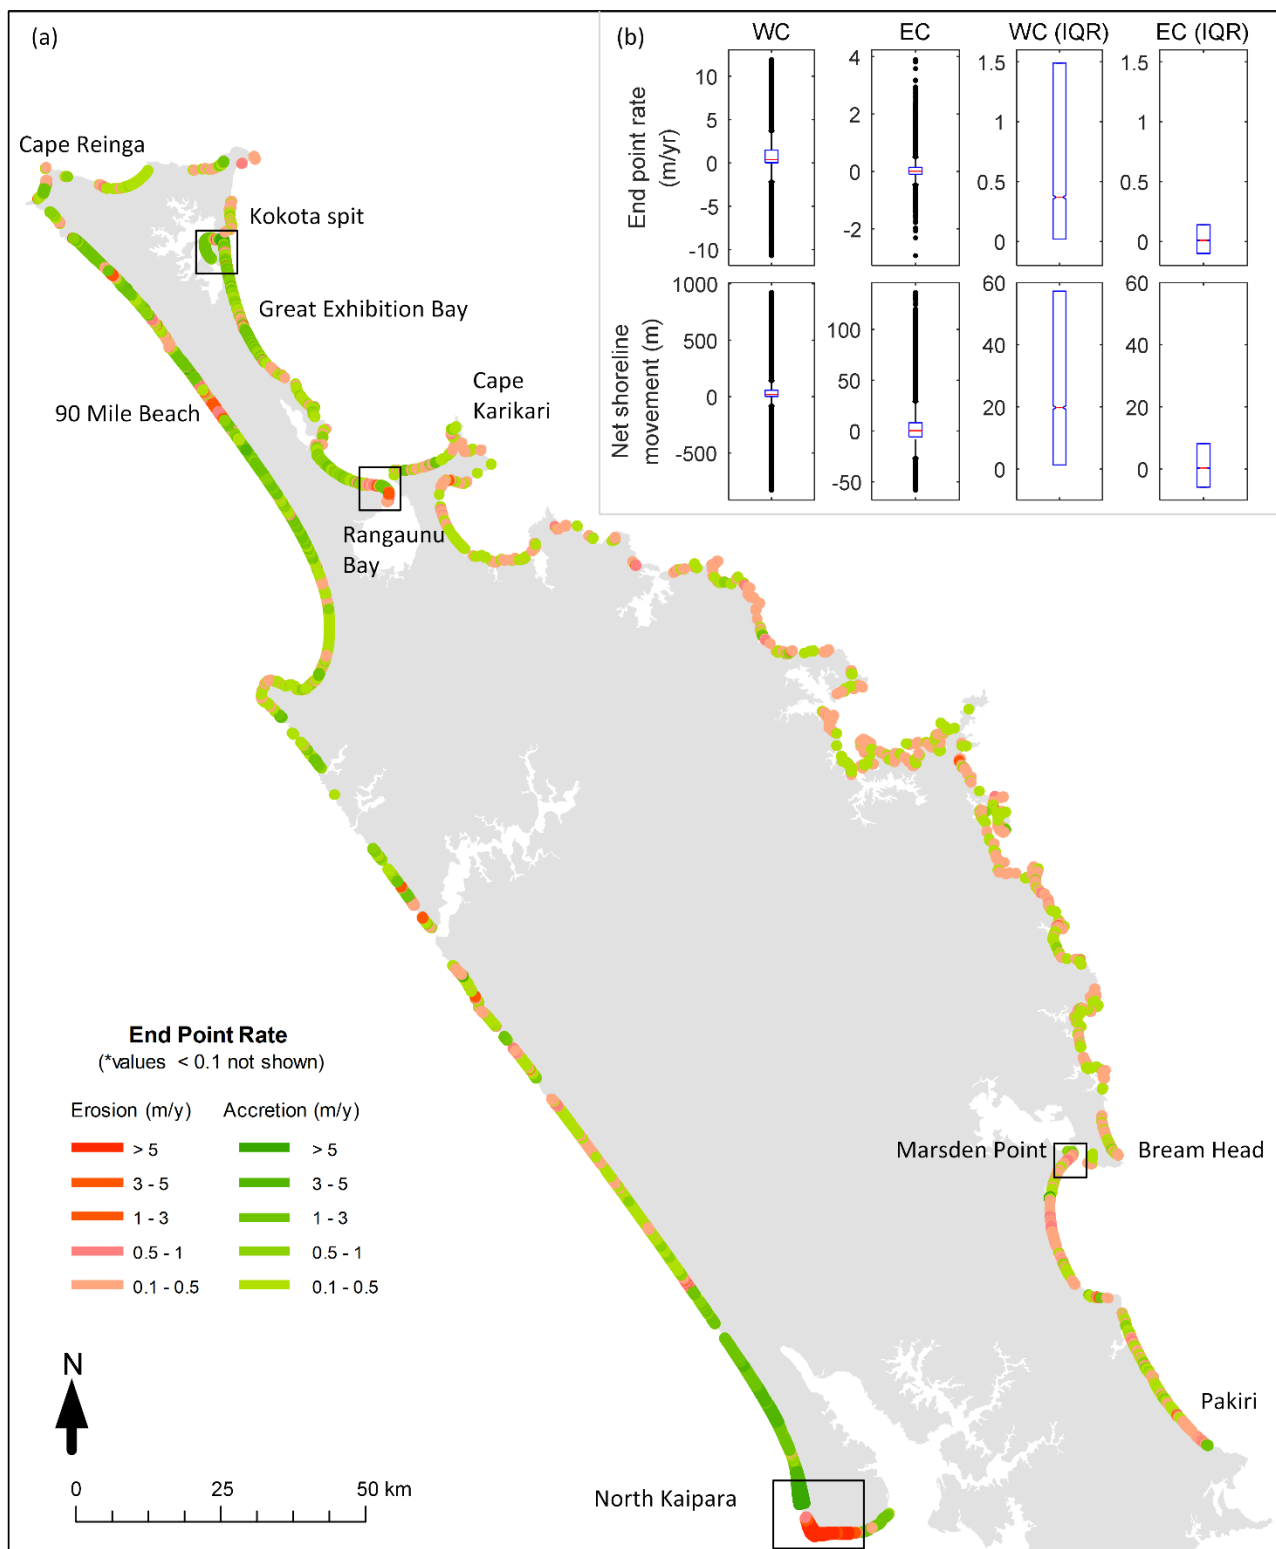 (a)
Cape Reinga
Kokota spit
Great Exhibition Bay
90 Mile Beach
Cape
Karikari
Rangaunu
Bay
Marsden Point
Bream Head
Pakiri
North Kaipara
End Point Rate
(*values < 0.1 not shown)
Erosion (m/y) Accretion (m/y)
> 5 > 5
3 - 5 3 - 5
1 - 3 1 - 3
0.5 - 1 0.5 - 1
0.1 - 0.5 0.1 - 0.5
N
0 25 50 km
(b)
WC EC WC (IQR) EC (IQR)
End point rate
(m/yr)
10
5
0
-5
-10
4
2
0
-2
1.5
1
0.5
0
1.5
1
0.5
0
Net shoreline
movement (m)
1000
500
0
-500
100
50
0
-50
60
40
20
0
60
40
20
0